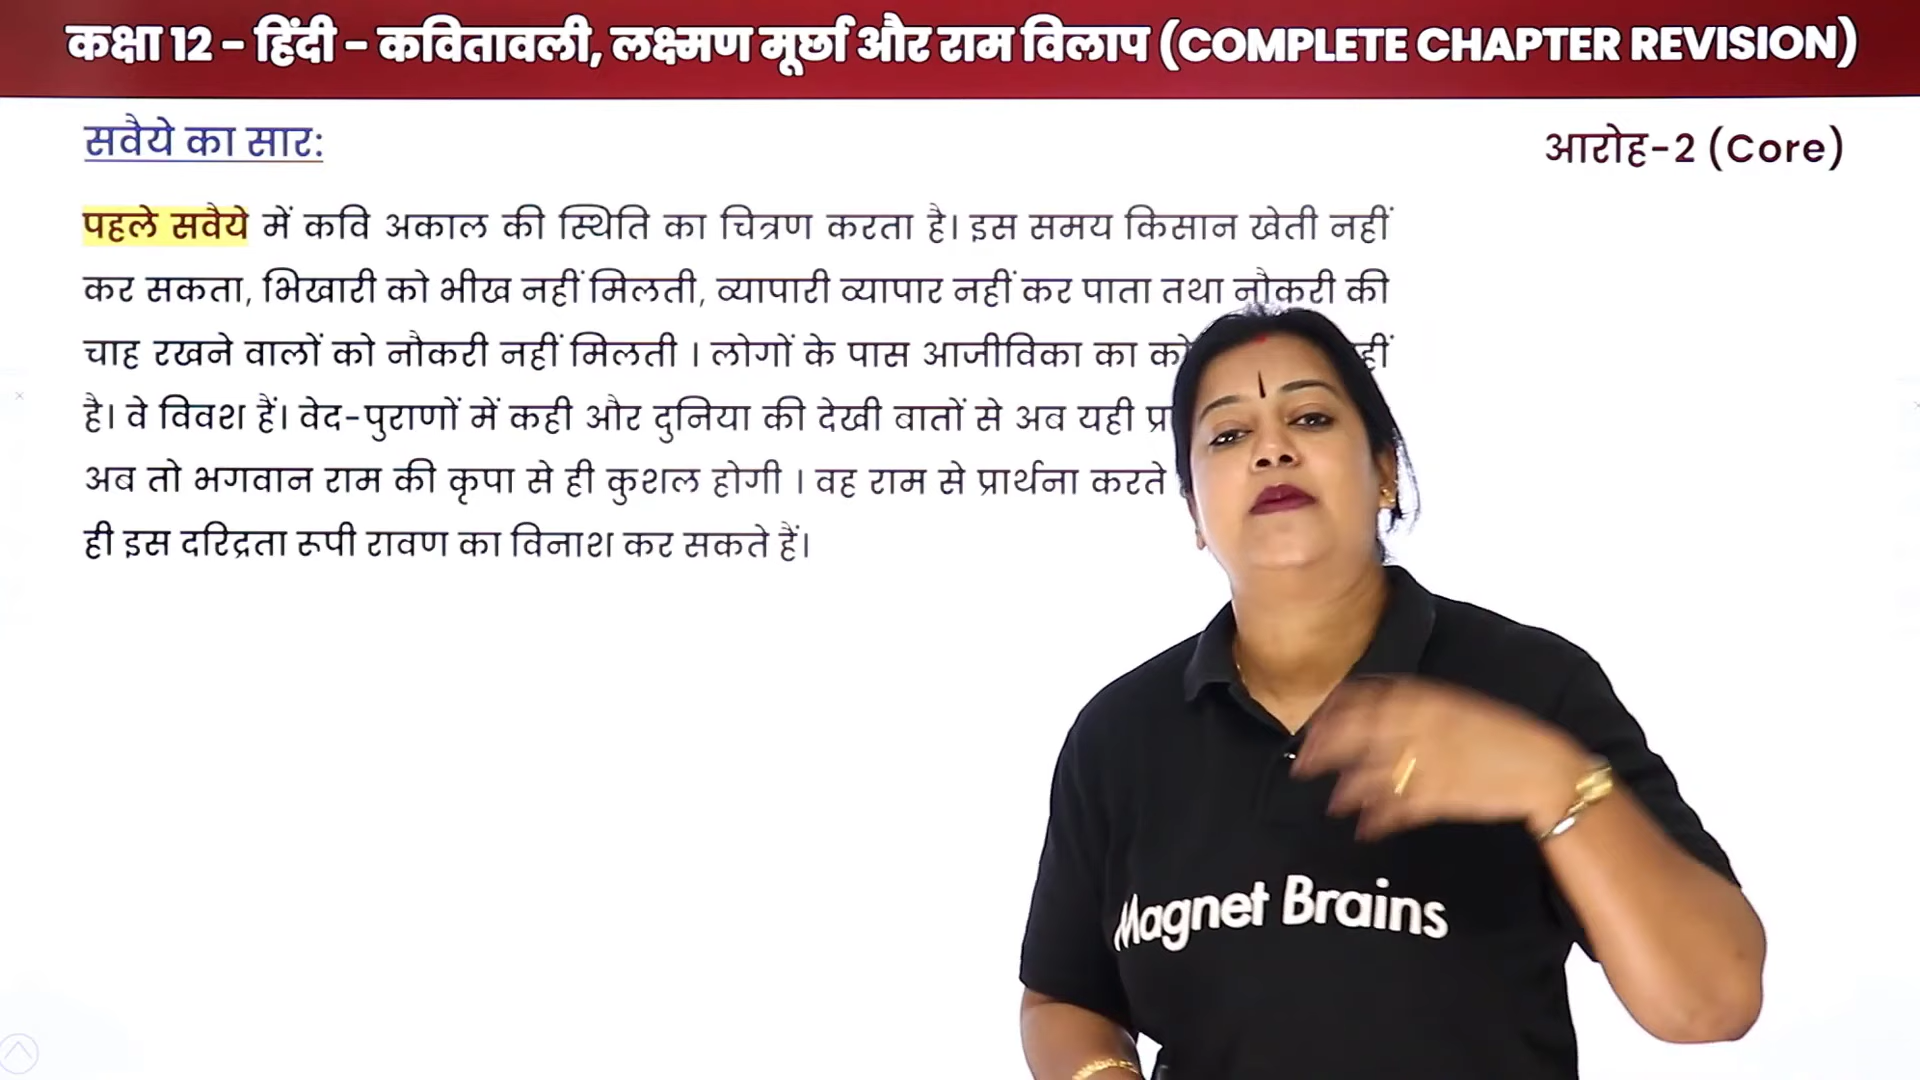 कक्षा 12 - हिंदी - कवितावली, लक्ष्मण मूर्छा और राम विलाप (COMPLETE CHAPTER REVISION)
सवैये का सार:
आरोह-2 (Core)
पहले सवैये में कवि अकाल की स्थिति का चित्रण करता है। इस समय किसान खेती नहीं
कर सकता, भिखारी को भीख नहीं मिलती, व्यापारी व्यापार नहीं कर पाता तथा नौकरी की
चाह रखने वालों को नौकरी नहीं मिलती । लोगों के पास आजीविका का
है। वे विवश हैं। वेद-पुराणों में कही और दुनिया की देखी बातों से अब यही
अब तो भगवान राम की कृपा से ही कुशल होगी । वह राम से प्रार्थना करते
ही इस दरिद्रता रूपी रावण का विनाश कर सकते हैं।
Magnet Brains